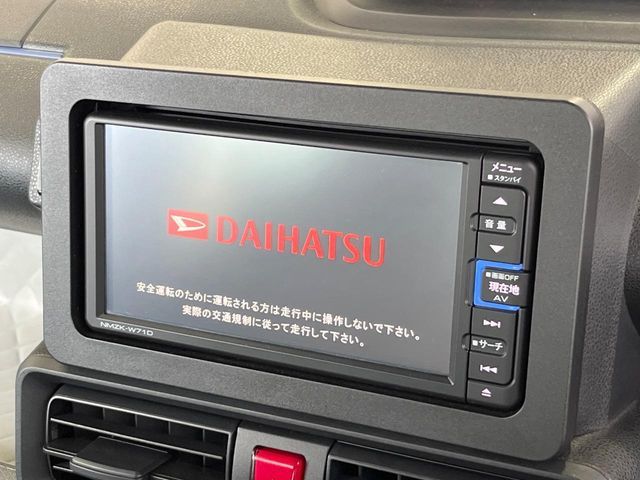 DAIHATSU
安全運転のために運転される方は走行中に操作しないで下さい。
実際の交通規制に従って走行して下さい。
NMZK-W71D
メニュー
スタンバイ
音量
画面OFF
現在地
AV
サーチ